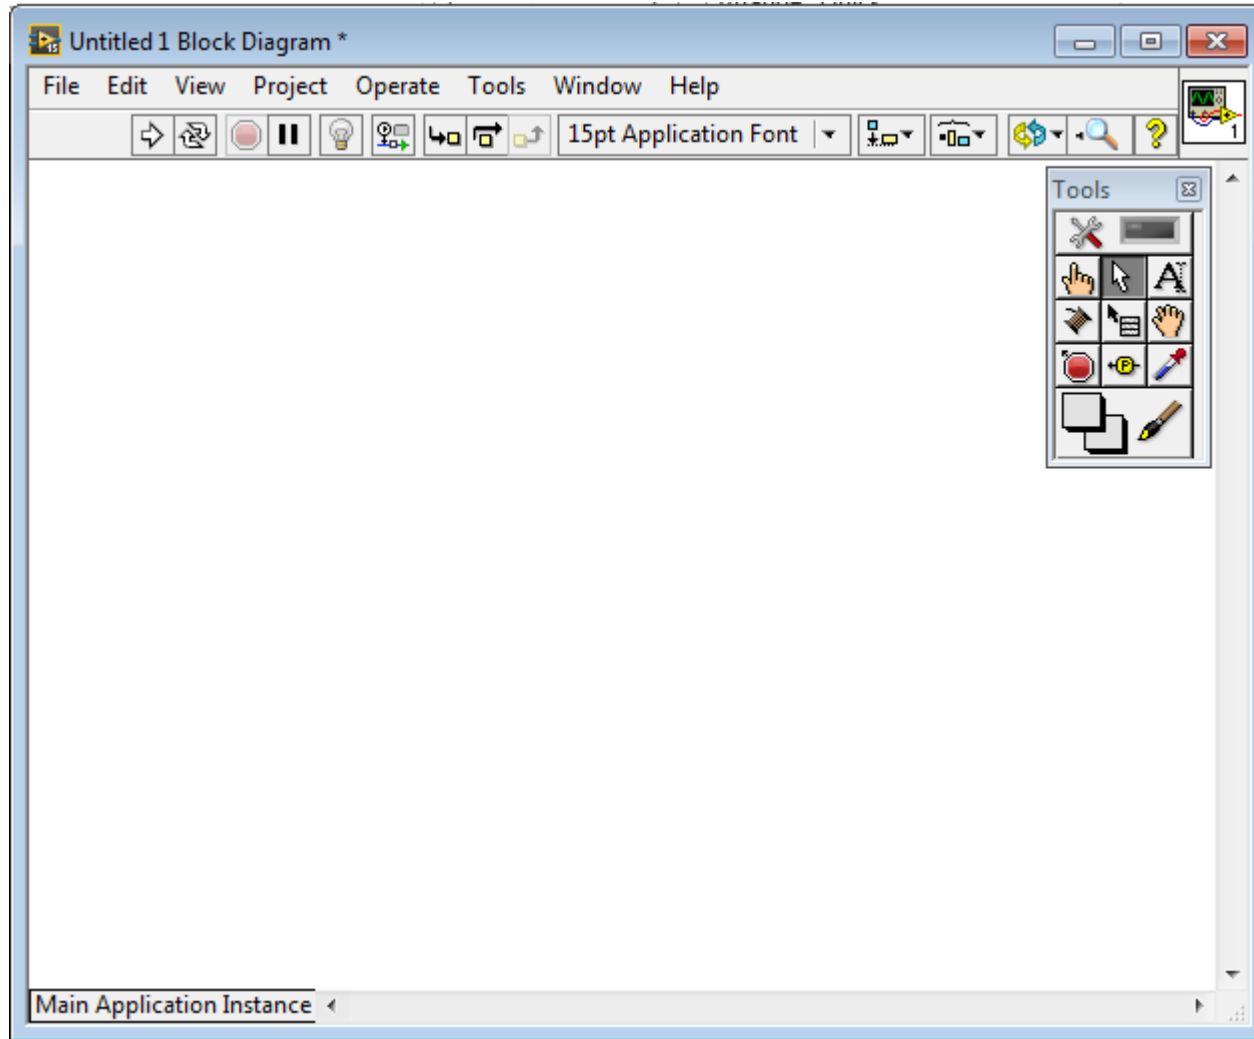 Untitled 1 Block Diagram *
File Edit View Project Operate Tools Window Help
15pt Application Font
1
Tools
Main Application Instance